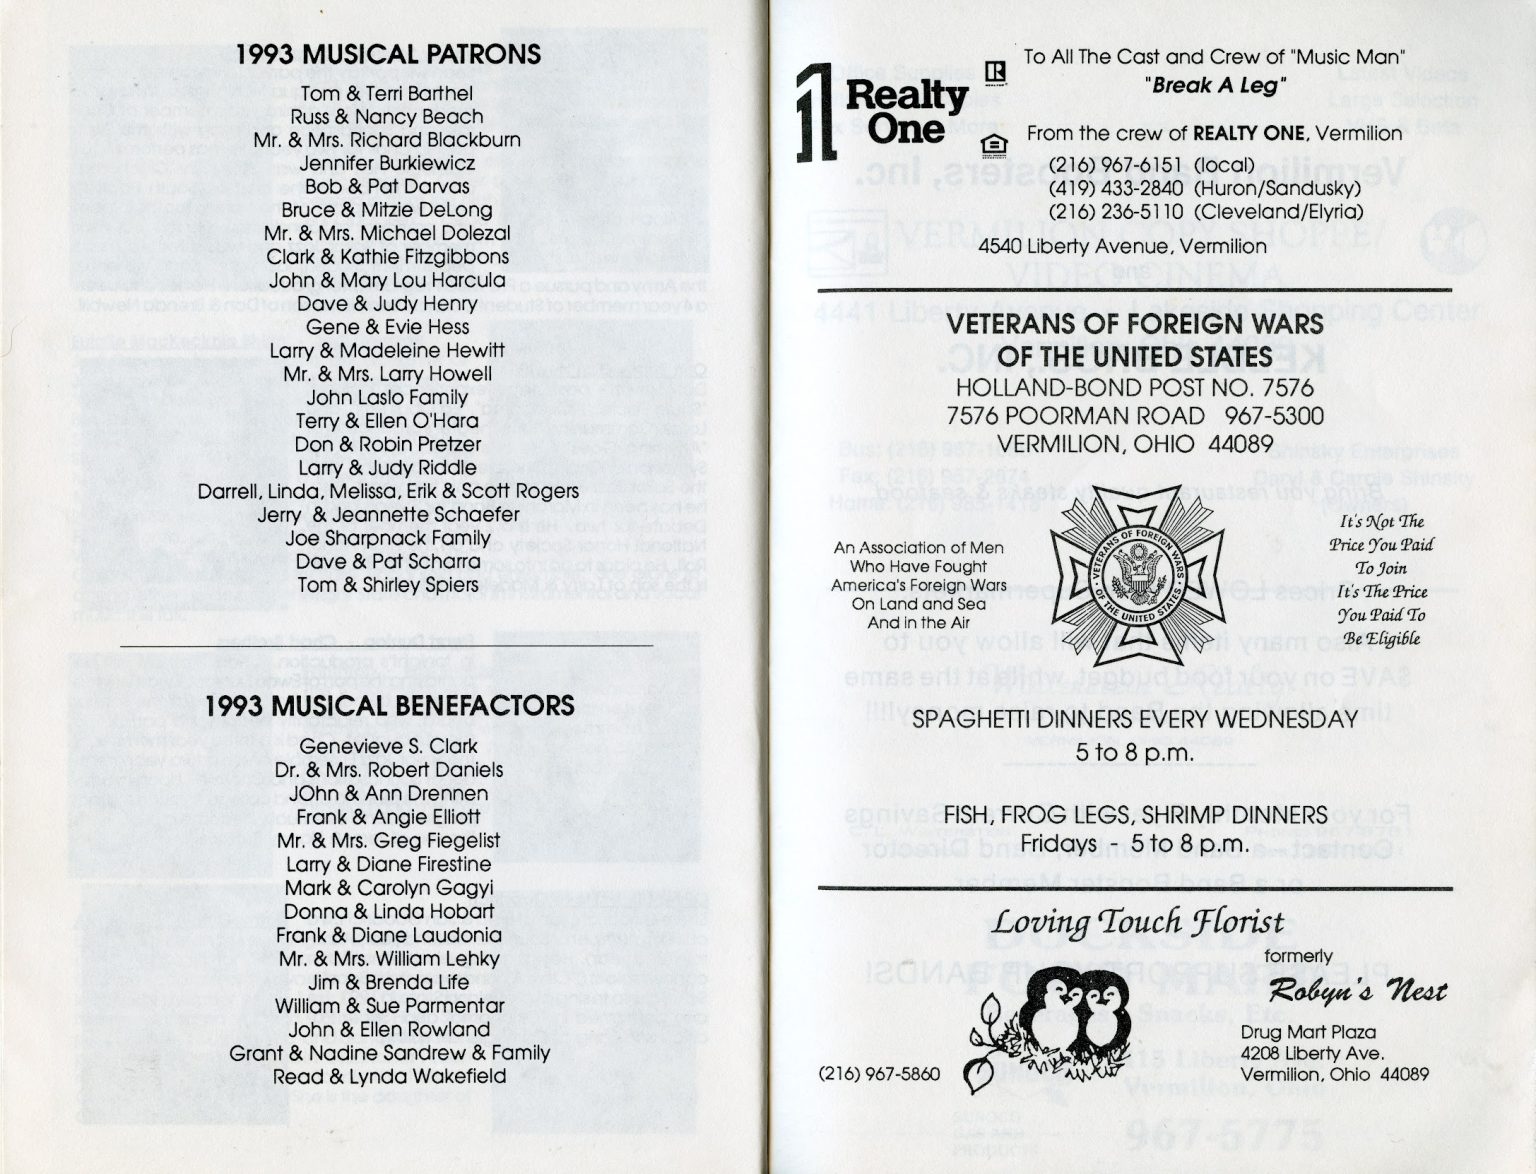 1993 MUSICAL PATRONS
Tom & Terri Barthel
Russ & Nancy Beach
Mr. & Mrs. Richard Blackburn
Jennifer Burkiewicz
Bob & Pat Darvas
Bruce & Mitzie DeLong
Mr. & Mrs. Michael Dolezal
Clark & Kathie Fitzgibbons
John & Mary Lou Harcula
Dave & Judy Henry
Gene & Evie Hess
Larry & Madeleine Hewitt
Mr. & Mrs. Larry Howell
John Laslo Family
Terry & Ellen O'Hara
Don & Robin Pretzer
Larry & Judy Riddle
Darrell, Linda, Melissa, Erik & Scott Rogers
Jerry & Jeannette Schaefer
Joe Sharpnack Family
Dave & Pat Scharra
Tom & Shirley Spiers
1993 MUSICAL BENEFACTORS
Genevieve S. Clark
Dr. & Mrs. Robert Daniels
JOhn & Ann Drennen
Frank & Angie Elliott
Mr. & Mrs. Greg Fiegelist
Larry & Diane Firestine
Mark & Carolyn Gagyi
Donna & Linda Hobart
Frank & Diane Laudonia
Mr. & Mrs. William Lehky
Jim & Brenda Life
William & Sue Parmentar
John & Ellen Rowland
Grant & Nadine Sandrew & Family
Read & Lynda Wakefield
1 Realty
One
To All The Cast and Crew of "Music Man"
"Break A Leg"
From the crew of REALTY ONE, Vermilion
(216) 967-6151 (local)
(419) 433-2840 (Huron/Sandusky)
(216) 236-5110 (Cleveland/Elyria)
4540 Liberty Avenue, Vermilion
VETERANS OF FOREIGN WARS
OF THE UNITED STATES
HOLLAND-BOND POST NO. 7576
7576 POORMAN ROAD 967-5300
VERMILION, OHIO 44089
An Association of Men
Who Have Fought
America's Foreign Wars
On Land and Sea
And in the Air
VETERANS OF FOREIGN WARS
OF THE UNITED STATES
It's Not The
Price You Paid
To Join
It's The Price
You Paid To
Be Eligible
SPAGHETTI DINNERS EVERY WEDNESDAY
5 to 8 p.m.
FISH, FROG LEGS, SHRIMP DINNERS
Fridays - 5 to 8 p.m.
Loving Touch Florist
formerly
Robyn's Nest
Drug Mart Plaza
4208 Liberty Ave.
Vermilion, Ohio 44089
(216) 967-5860